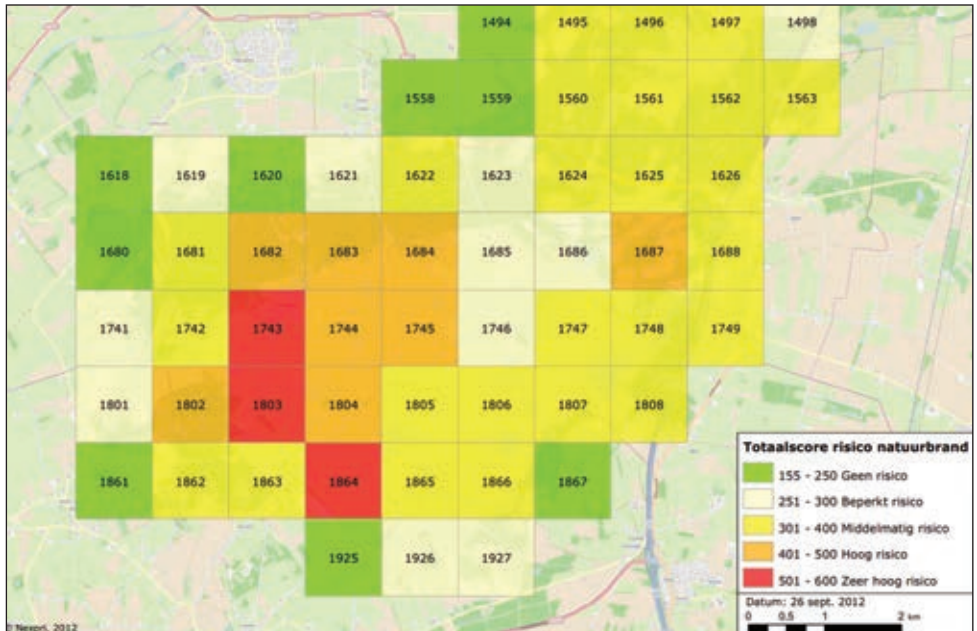 1494 1495 1496 1497 1498
1558 1559 1560 1561 1562 1563
1618 1619 1620 1621 1622 1623 1624 1625 1626
1680 1681 1682 1683 1684 1685 1686 1687 1688
1741 1742 1743 1744 1745 1746 1747 1748 1749
1801 1802 1803 1804 1805 1806 1807 1808
1861 1862 1863 1864 1865 1866 1867
1925 1926 1927
Totaalscore risico natuurbrand
155 - 250 Geen risico
251 - 300 Beperkt risico
301 - 400 Middelmatig risico
401 - 500 Hoog risico
501 - 600 Zeer hoog risico
Datum: 26 sept. 2012
0 0.5 1 2 km
2012